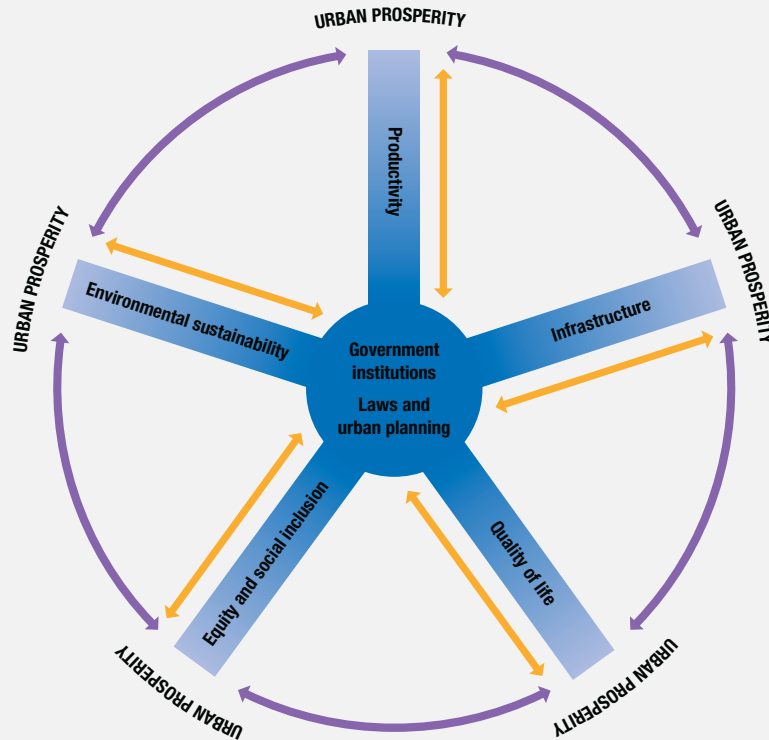 URBAN PROSPERITY
Productivity
URBAN PROSPERITY
Infrastructure
URBAN PROSPERITY
Environmental sustainability
Government
institutions
Laws and
urban planning
Equity and social inclusion
Quality of life
URBAN PROSPERITY
URBAN PROSPERITY